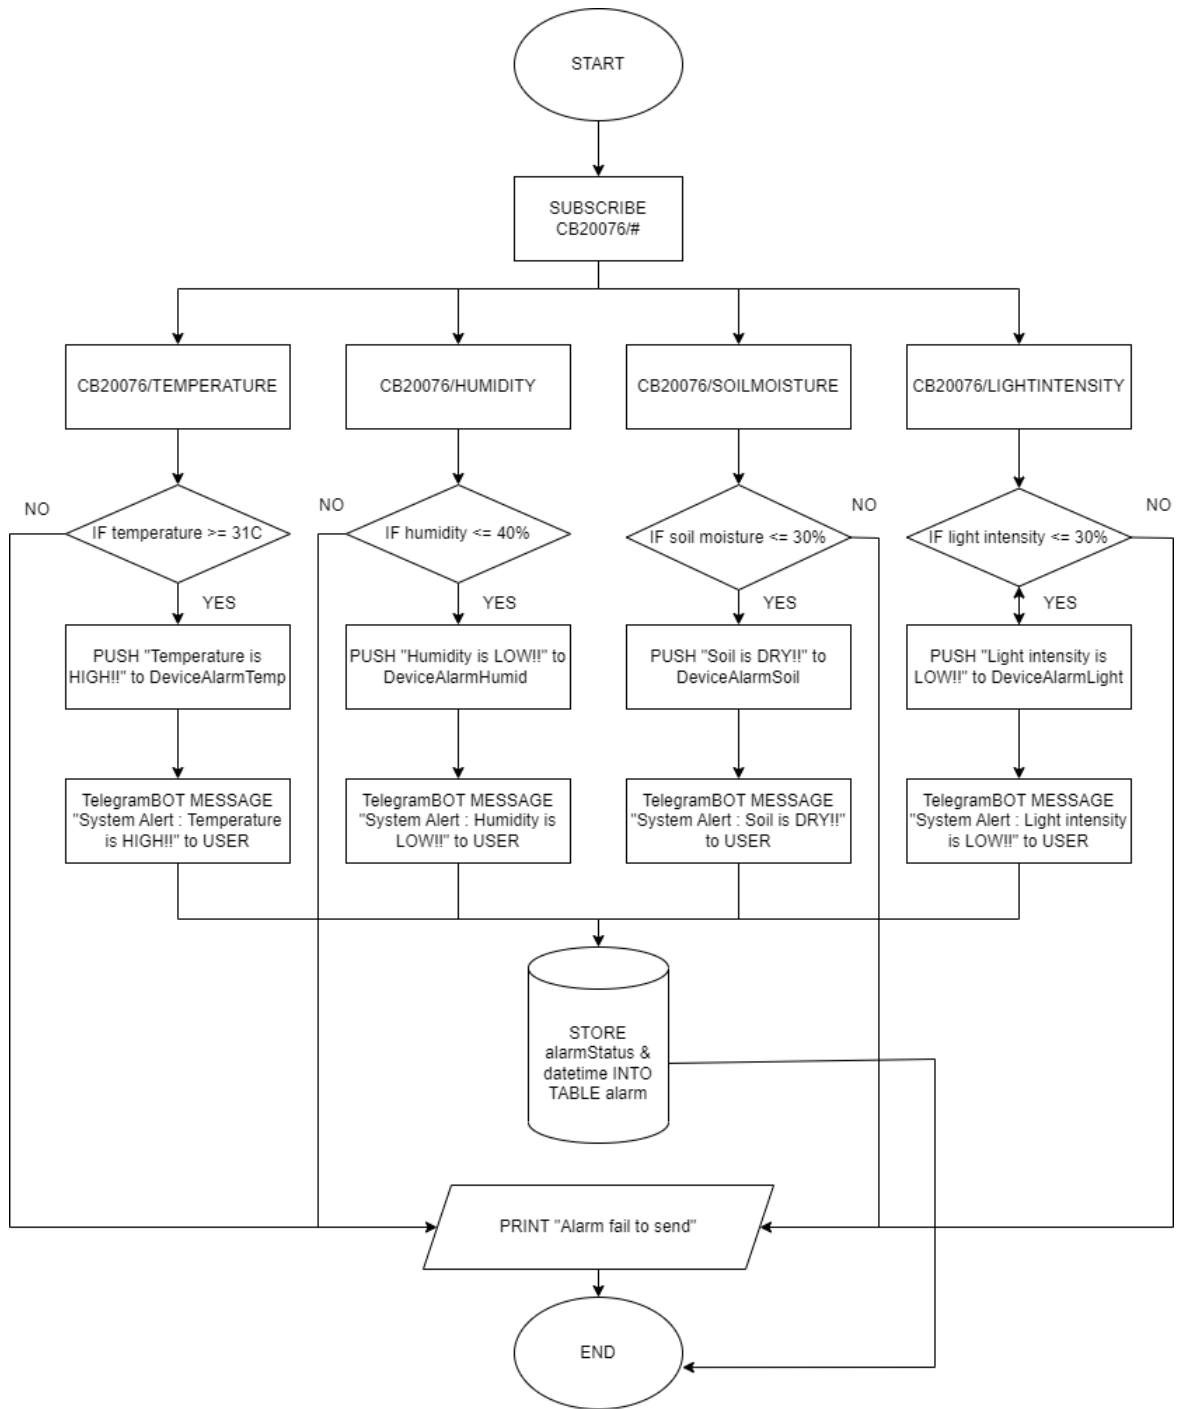 START
SUBSCRIBE
CB20076/#
CB20076/TEMPERATURE
CB20076/HUMIDITY
CB20076/SOILMOISTURE
CB20076/LIGHTINTENSITY
NO
IF temperature >= 31C
YES
NO
IF humidity <= 40%
YES
NO
IF soil moisture <= 30%
YES
NO
IF light intensity <= 30%
YES
PUSH "Temperature is
HIGH!!" to DeviceAlarmTemp
PUSH "Humidity is LOW!!" to
DeviceAlarmHumid
PUSH "Soil is DRY!!" to
DeviceAlarmSoil
PUSH "Light intensity is
LOW!!" to DeviceAlarmLight
TelegramBOT MESSAGE
"System Alert : Temperature
is HIGH!!" to USER
TelegramBOT MESSAGE
"System Alert : Humidity is
LOW!!" to USER
TelegramBOT MESSAGE
"System Alert : Soil is DRY!!"
to USER
TelegramBOT MESSAGE
"System Alert : Light intensity
is LOW!!" to USER
STORE
alarmStatus &
datetime INTO
TABLE alarm
PRINT "Alarm fail to send"
END